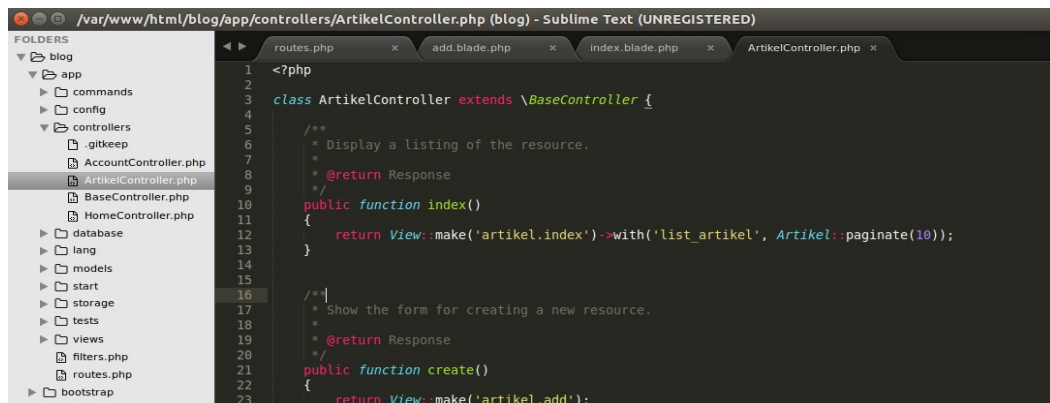 /var/www/html/blog/app/controllers/ArtikelController.php (blog) - Sublime Text (UNREGISTERED)
FOLDERS
blog
app
commands
config
controllers
.gitkeep
AccountController.php
ArtikelController.php
BaseController.php
HomeController.php
database
lang
models
start
storage
tests
views
filters.php
routes.php
bootstrap
routes.php × add.blade.php × index.blade.php × ArtikelController.php ×
1 <?php
2
3 class ArtikelController extends \BaseController {
4
5 /**
6 * Display a listing of the resource.
7 *
8 * @return Response
9 */
10 public function index()
11 {
12 return View::make('artikel.index')->with('list_artikel', Artikel::paginate(10));
13 }
14
15
16 /**
17 * Show the form for creating a new resource.
18 *
19 * @return Response
20 */
21 public function create()
22 {
23 return View::make('artikel.add');